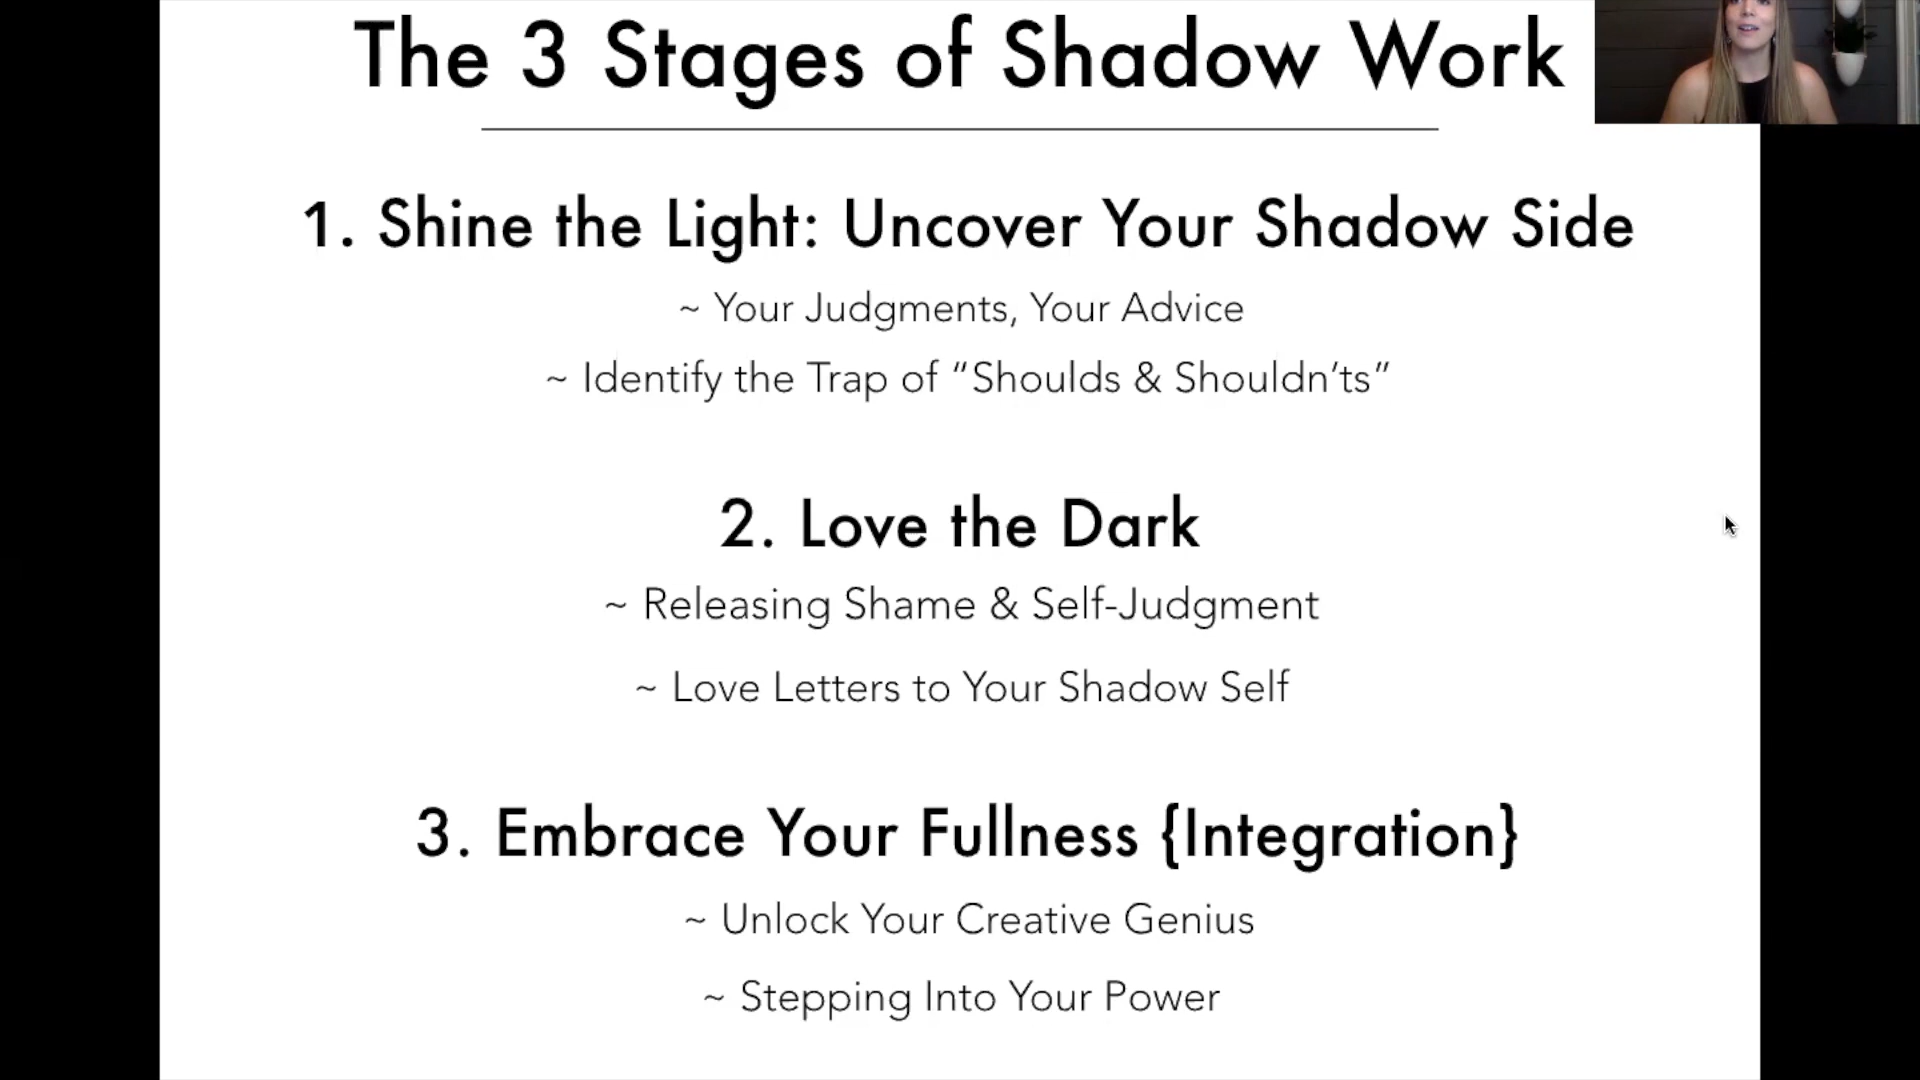 The 3 Stages of Shadow Work
1. Shine the Light: Uncover Your Shadow Side
~ Your Judgments, Your Advice
~ Identify the Trap of “Shoulds & Shouldn’ts”
2. Love the Dark
~ Releasing Shame & Self-Judgment
~ Love Letters to Your Shadow Self
3. Embrace Your Fullness {Integration}
~ Unlock Your Creative Genius
~ Stepping Into Your Power